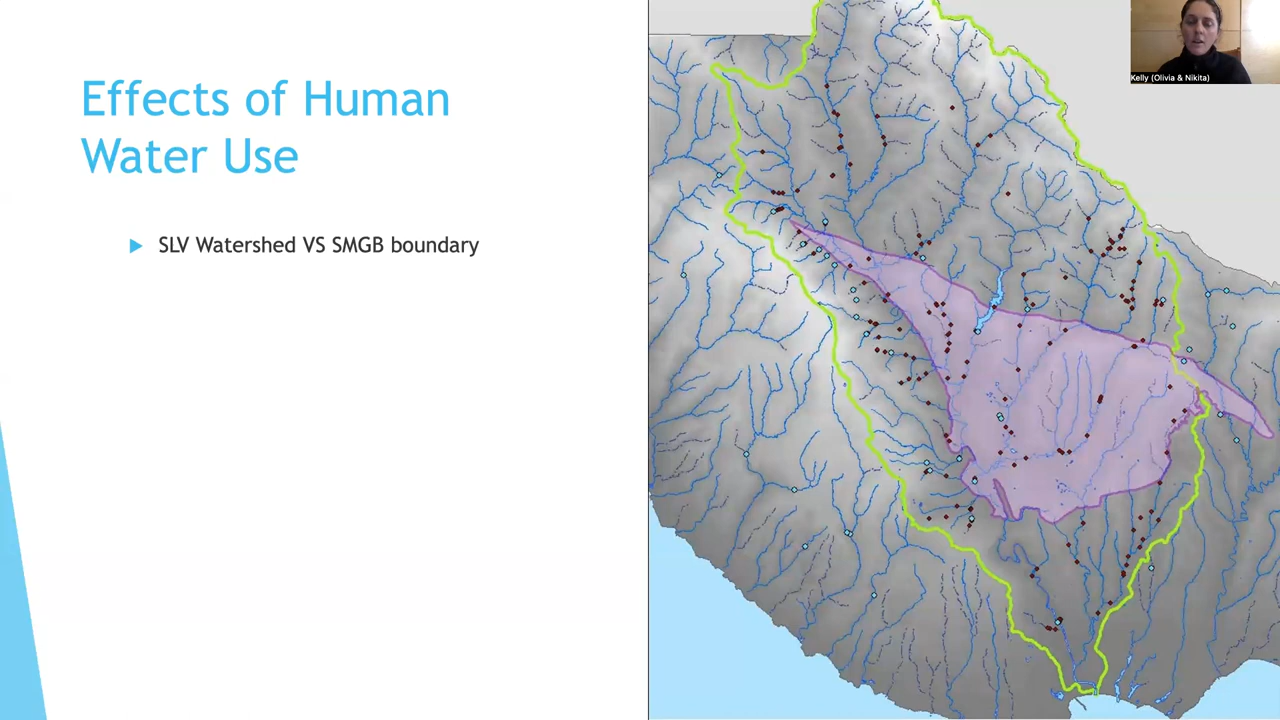 Effects of Human
Water Use
SLV Watershed VS SMGB boundary
Kelly (Olivia & Nikita)